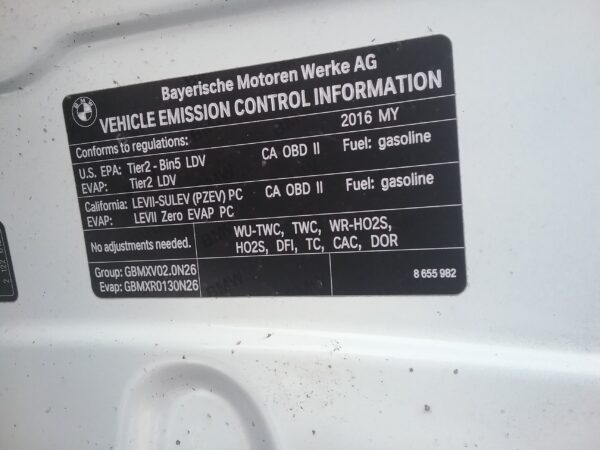 BMW
Bayerische Motoren Werke AG
VEHICLE EMISSION CONTROL INFORMATION
Conforms to regulations: 2016 MY
U.S. EPA: Tier2 - Bin5 LDV CA OBD II Fuel: gasoline
EVAP: Tier2 LDV
California: LEVII-SULEV (PZEV) PC CA OBD II Fuel: gasoline
EVAP: LEVII Zero EVAP PC
No adjustments needed. WU-TWC, TWC, WR-HO2S,
HO2S, DFI, TC, CAC, DOR
Group: GBMXV02.0N26
Evap: GBMXR0130N26
8 655 982